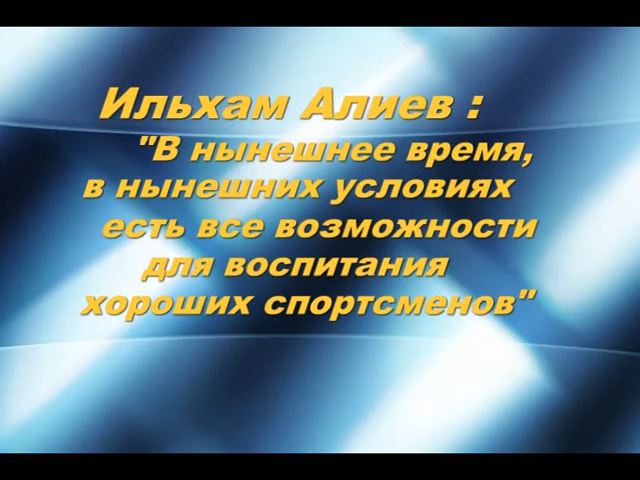 Ильхам Алиев :
"В нынешнее время,
в нынешних условиях
есть все возможности
для воспитания
хороших спортсменов"